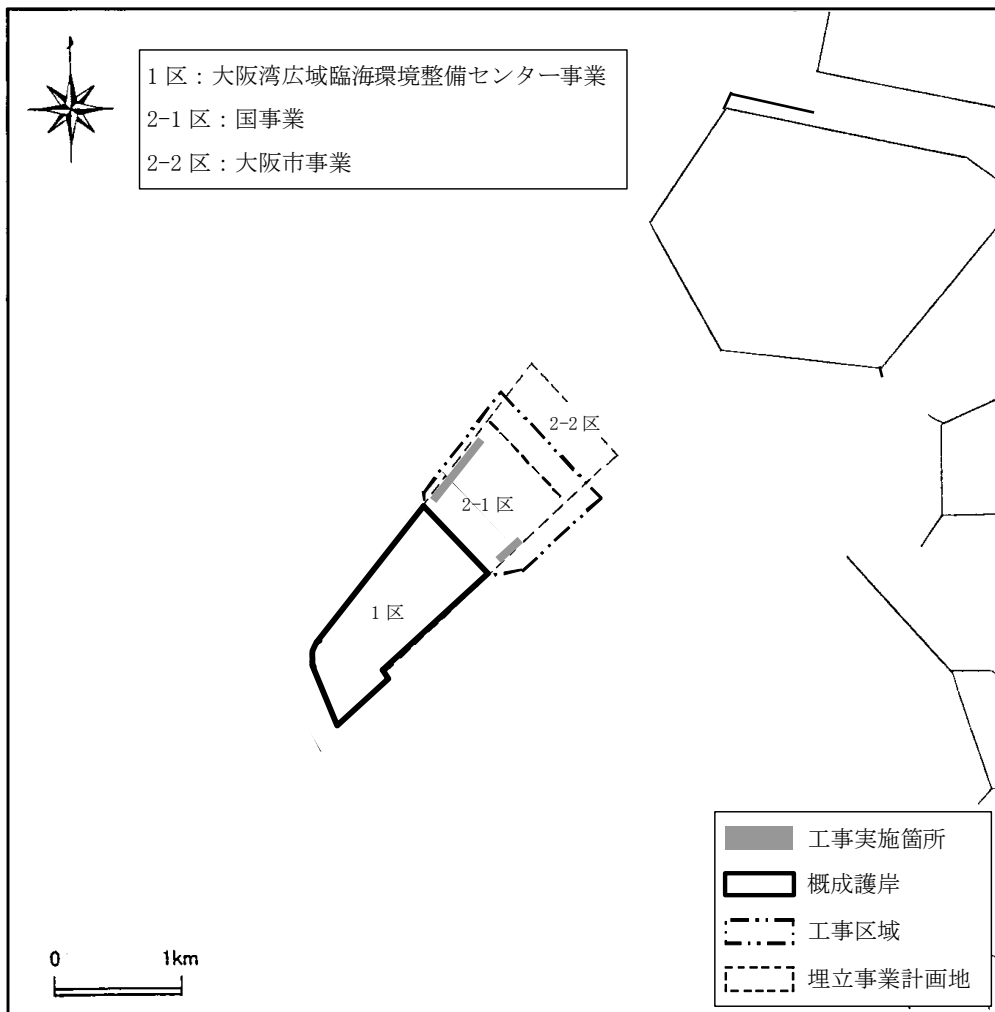 1 区：大阪湾広域臨海環境整備センター事業
2-1 区：国事業
2-2 区：大阪市事業
2-2 区
2-1 区
1 区
工事実施箇所
概成護岸
工事区域
埋立事業計画地
0 1km